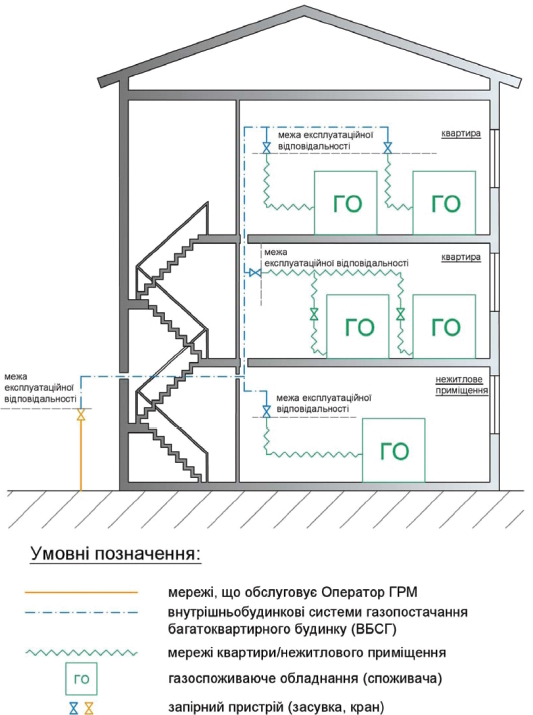 межа експлуатаційної
відповідальності
квартира
ГО
ГО
межа
експлуатаційної відповідальності
квартира
ГО
ГО
межа
експлуатаційної
відповідальності
нежитлове
приміщення
межа експлуатаційної
відповідальності
ГО
Умовні позначення:
мережі, що обслуговує Оператор ГРМ
внутрішньобудинкові системи газопостачання
багатоквартирного будинку (ВБСГ)
мережі квартири/нежитлового приміщення
ГО
газоспоживаюче обладнання (споживача)
запірний пристрій (засувка, кран)